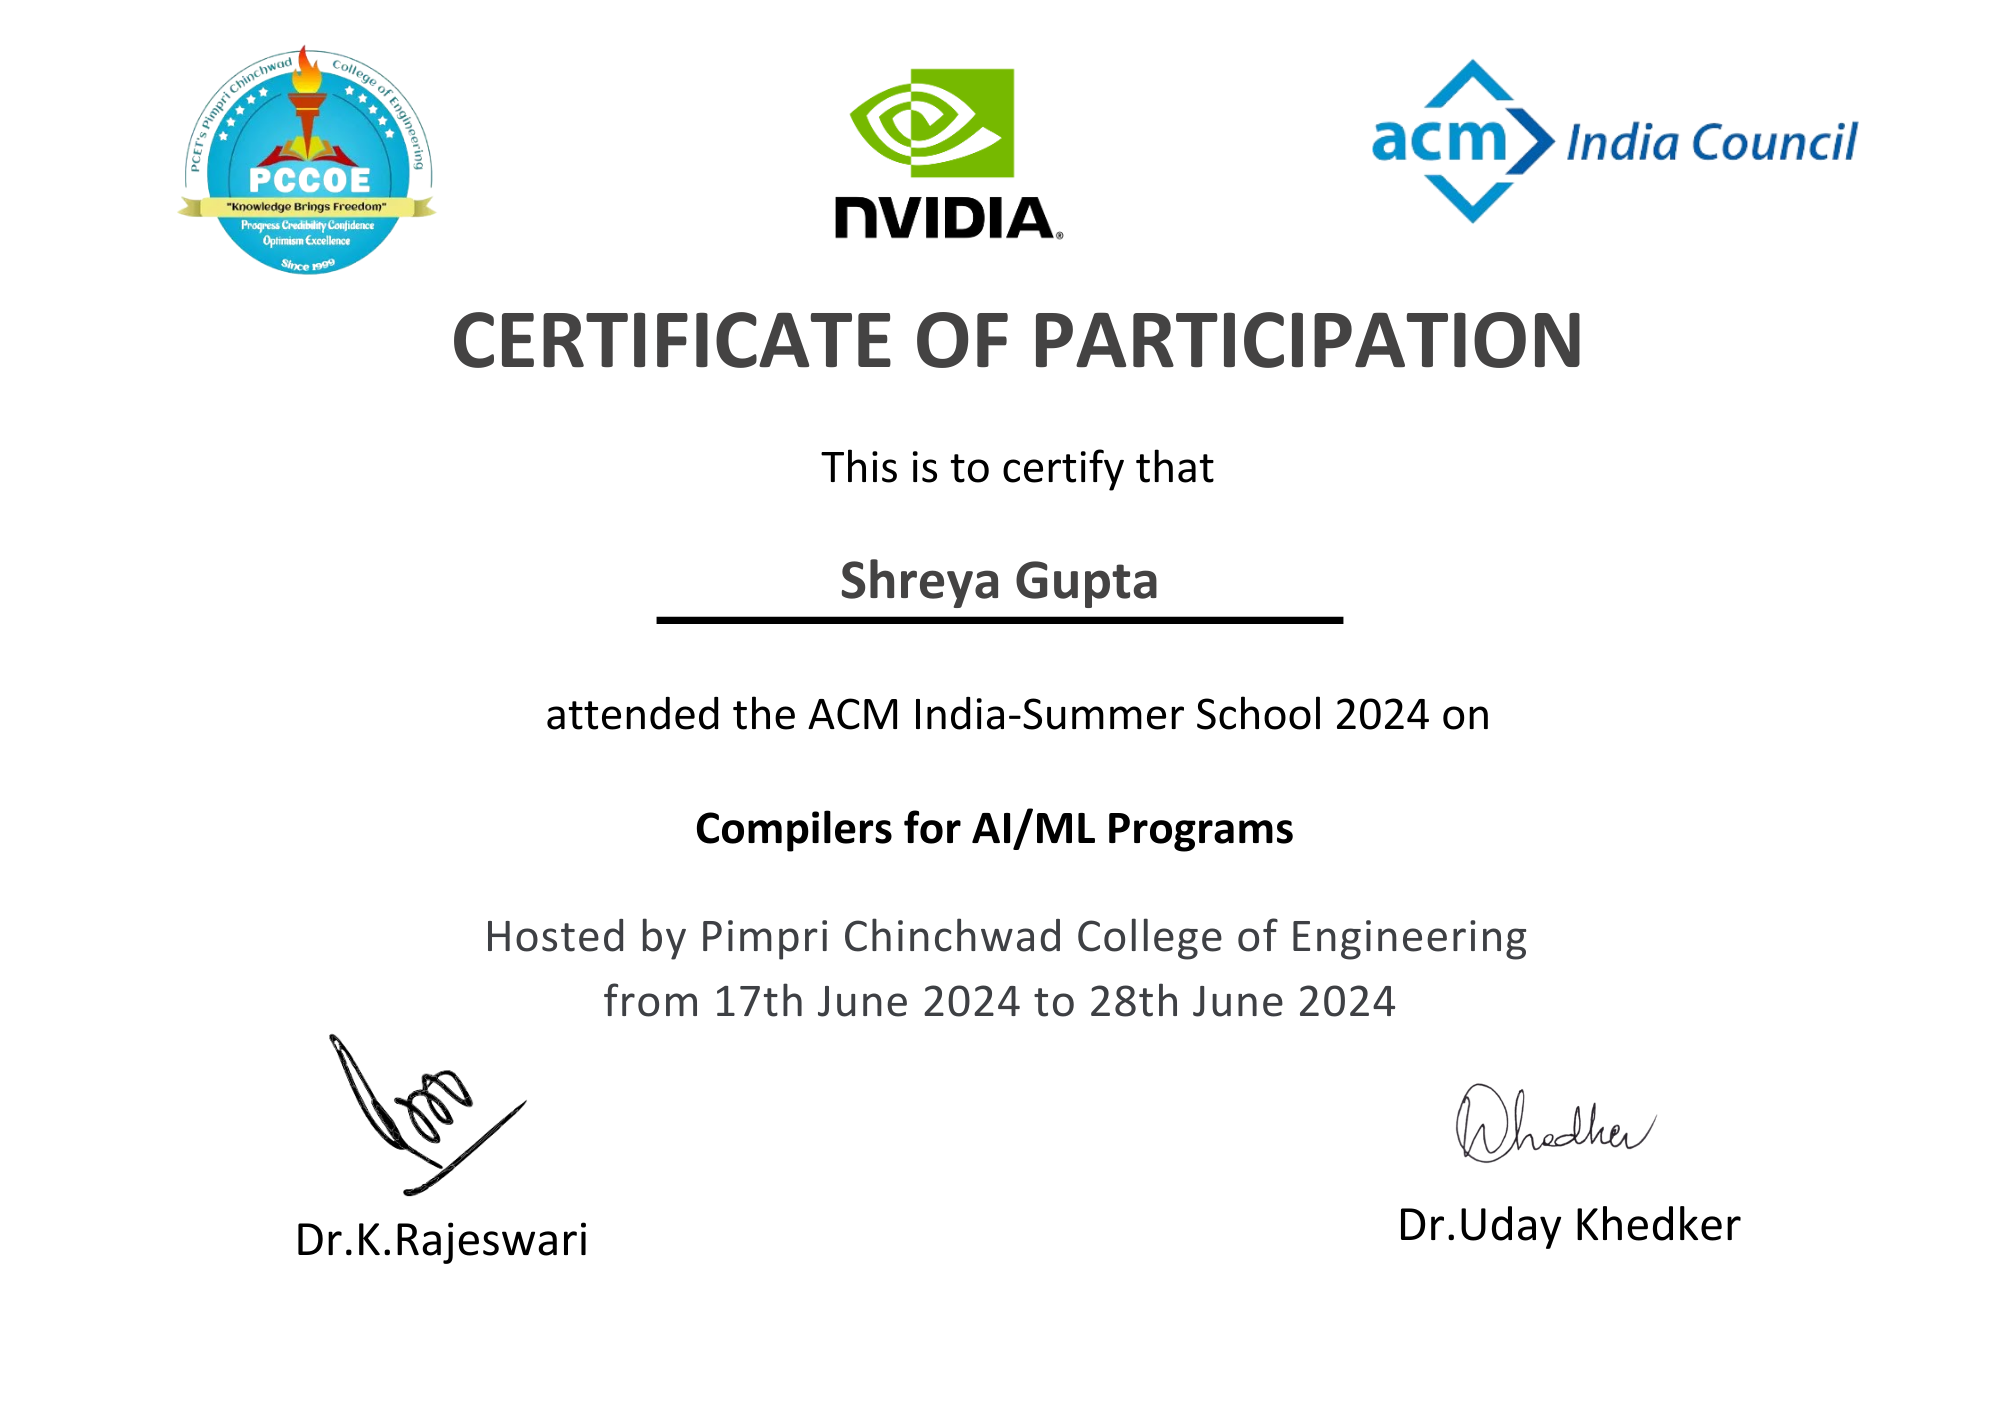 PCET's Pimpri Chinchwad College of Engineering
PCCOE
"Knowledge Brings Freedom"
Progress Credibility Confidence
Optimism Excellence
Since 1999
NVIDIA®
acm India Council
CERTIFICATE OF PARTICIPATION
This is to certify that
Shreya Gupta
attended the ACM India-Summer School 2024 on
Compilers for AI/ML Programs
Hosted by Pimpri Chinchwad College of Engineering
from 17th June 2024 to 28th June 2024
Dr.K.Rajeswari
Dr.Uday Khedker